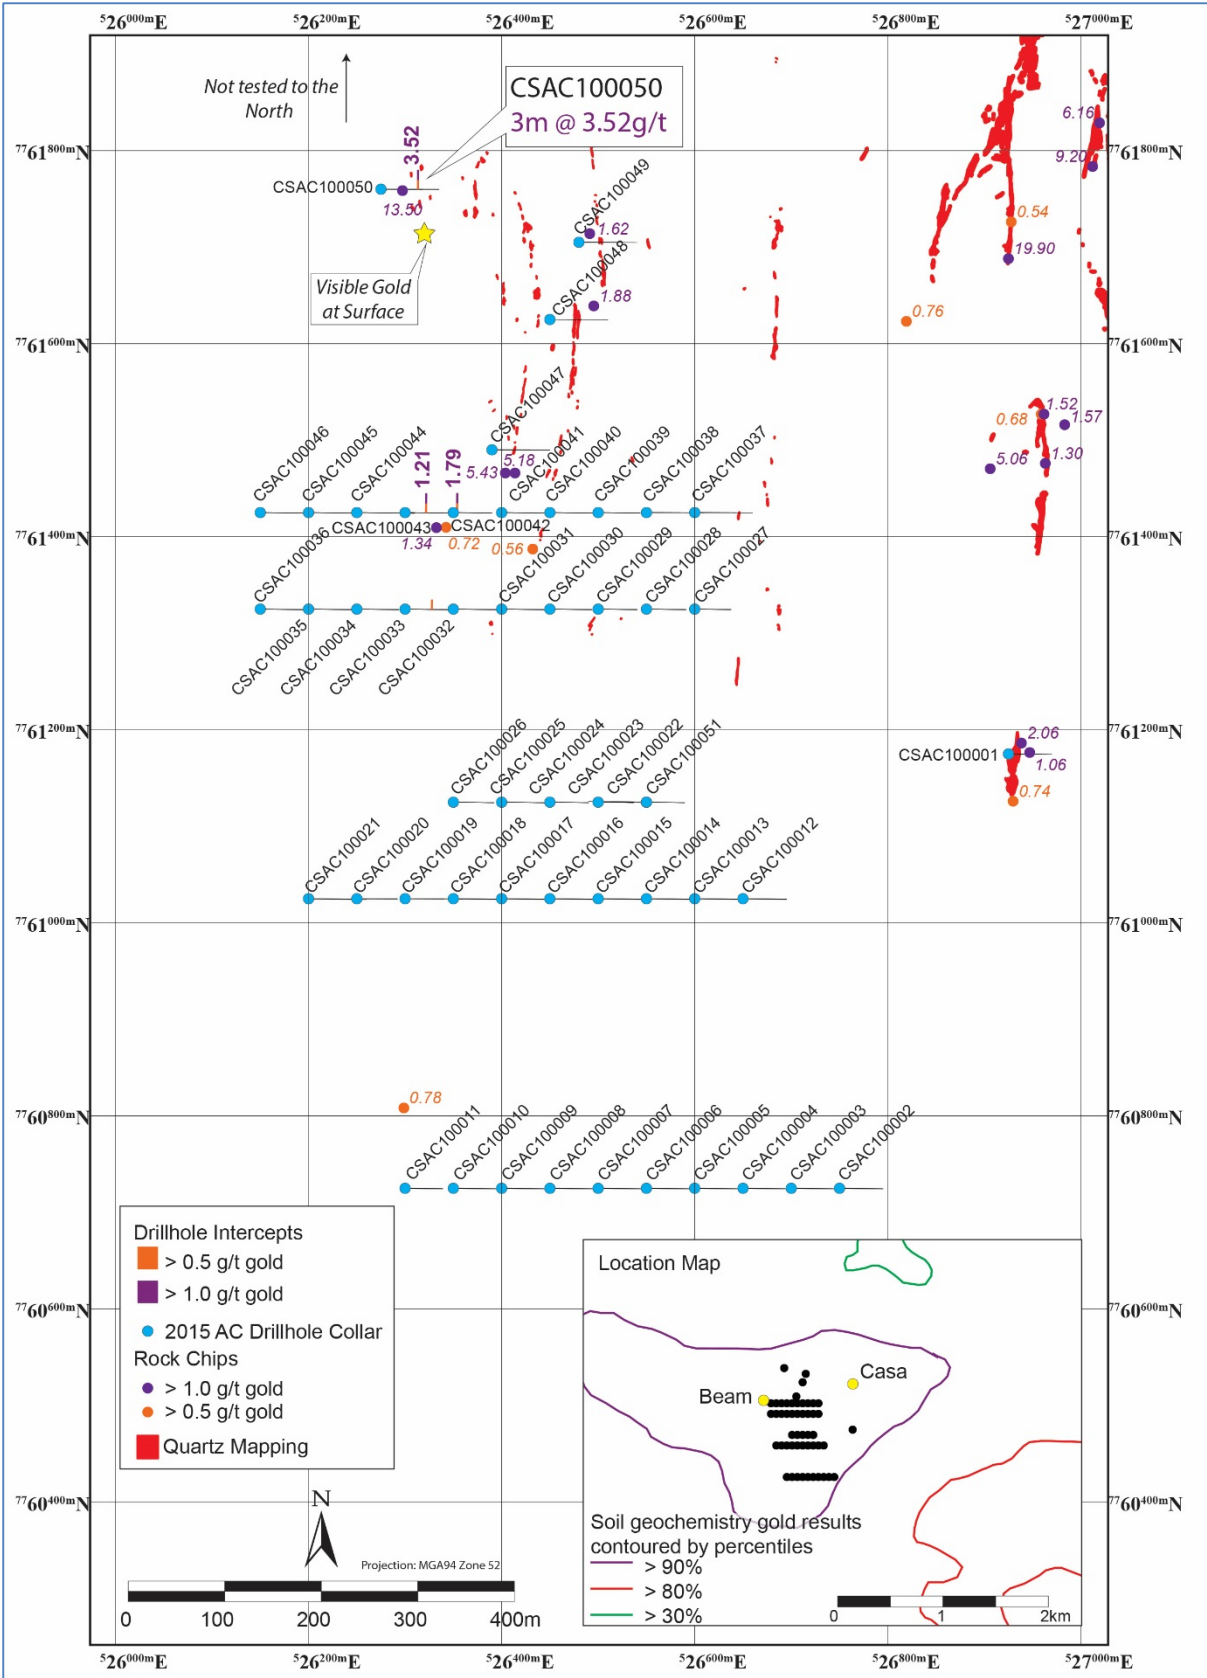 526000mE 526200mE 526400mE 526600mE 526800mE 527000mE
Not tested to the
North
CSAC100050
3m @ 3.52g/t
3.52
6.16
7761800mN 7761800mN
9.20
CSAC100050
13.50
CSAC100049
1.62
0.54
CSAC100048
19.90
Visible Gold
at Surface
1.88
0.76
7761600mN 7761600mN
CSAC100047
0.68
1.52
1.57
5.43
5.18
5.06
1.30
CSAC100046
CSAC100045
CSAC100044
1.21
1.79
CSAC100041
CSAC100040
CSAC100039
CSAC100038
CSAC100037
CSAC100043
CSAC100042
7761400mN 7761400mN
1.34
0.72
0.56
CSAC100036
CSAC100031
CSAC100030
CSAC100029
CSAC100028
CSAC100027
CSAC100035
CSAC100034
CSAC100033
CSAC100032
7761200mN 7761200mN
CSAC100026
CSAC100025
CSAC100024
CSAC100023
CSAC100022
CSAC100051
CSAC100001
2.06
1.06
0.74
CSAC100021
CSAC100020
CSAC100019
CSAC100018
CSAC100017
CSAC100016
CSAC100015
CSAC100014
CSAC100013
CSAC100012
7761000mN 7761000mN
0.78
7760800mN 7760800mN
CSAC100011
CSAC100010
CSAC100009
CSAC100008
CSAC100007
CSAC100006
CSAC100005
CSAC100004
CSAC100003
CSAC100002
Drillhole Intercepts
> 0.5 g/t gold
> 1.0 g/t gold
2015 AC Drillhole Collar
Rock Chips
> 1.0 g/t gold
> 0.5 g/t gold
Quartz Mapping
Location Map
7760600mN 7760600mN
Casa
Beam
7760400mN 7760400mN
Soil geochemistry gold results
contoured by percentiles
> 90%
> 80%
> 30%
0 1 2km
N
Projection: MGA94 Zone 52
0 100 200 300 400m
526000mE 526200mE 526400mE 526600mE 526800mE 527000mE